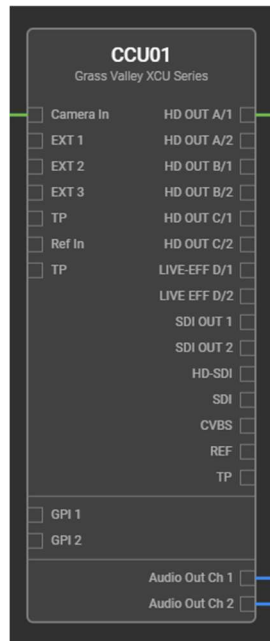 CCU01
Grass Valley XCU Series
Camera In HD OUT A/1
EXT 1 HD OUT A/2
EXT 2 HD OUT B/1
EXT 3 HD OUT B/2
TP HD OUT C/1
Ref In HD OUT C/2
TP LIVE-EFF D/1
LIVE EFF D/2
SDI OUT 1
SDI OUT 2
HD-SDI
SDI
CVBS
REF
TP
GPI 1
GPI 2
Audio Out Ch 1
Audio Out Ch 2